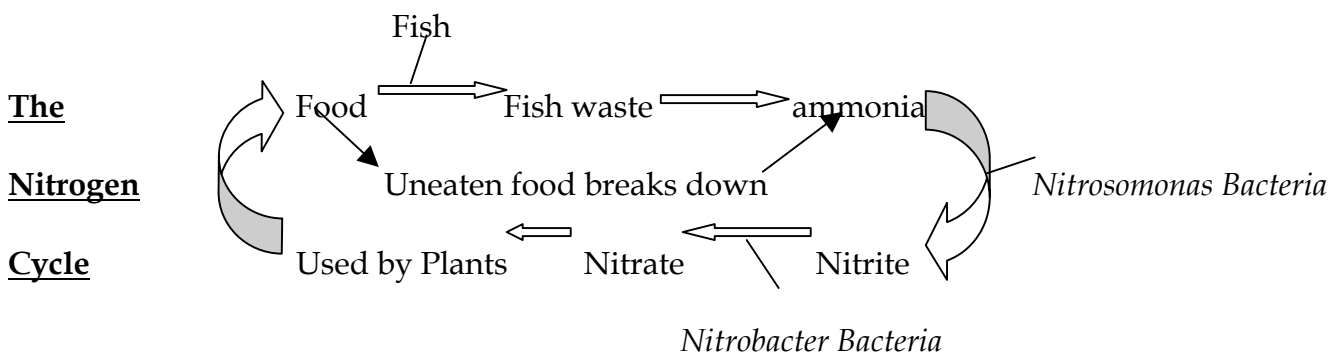 Fish
The Food Fish waste ammonia
Nitrogen Uneaten food breaks down Nitrosomonas Bacteria
Cycle Used by Plants Nitrate Nitrite
Nitrobacter Bacteria